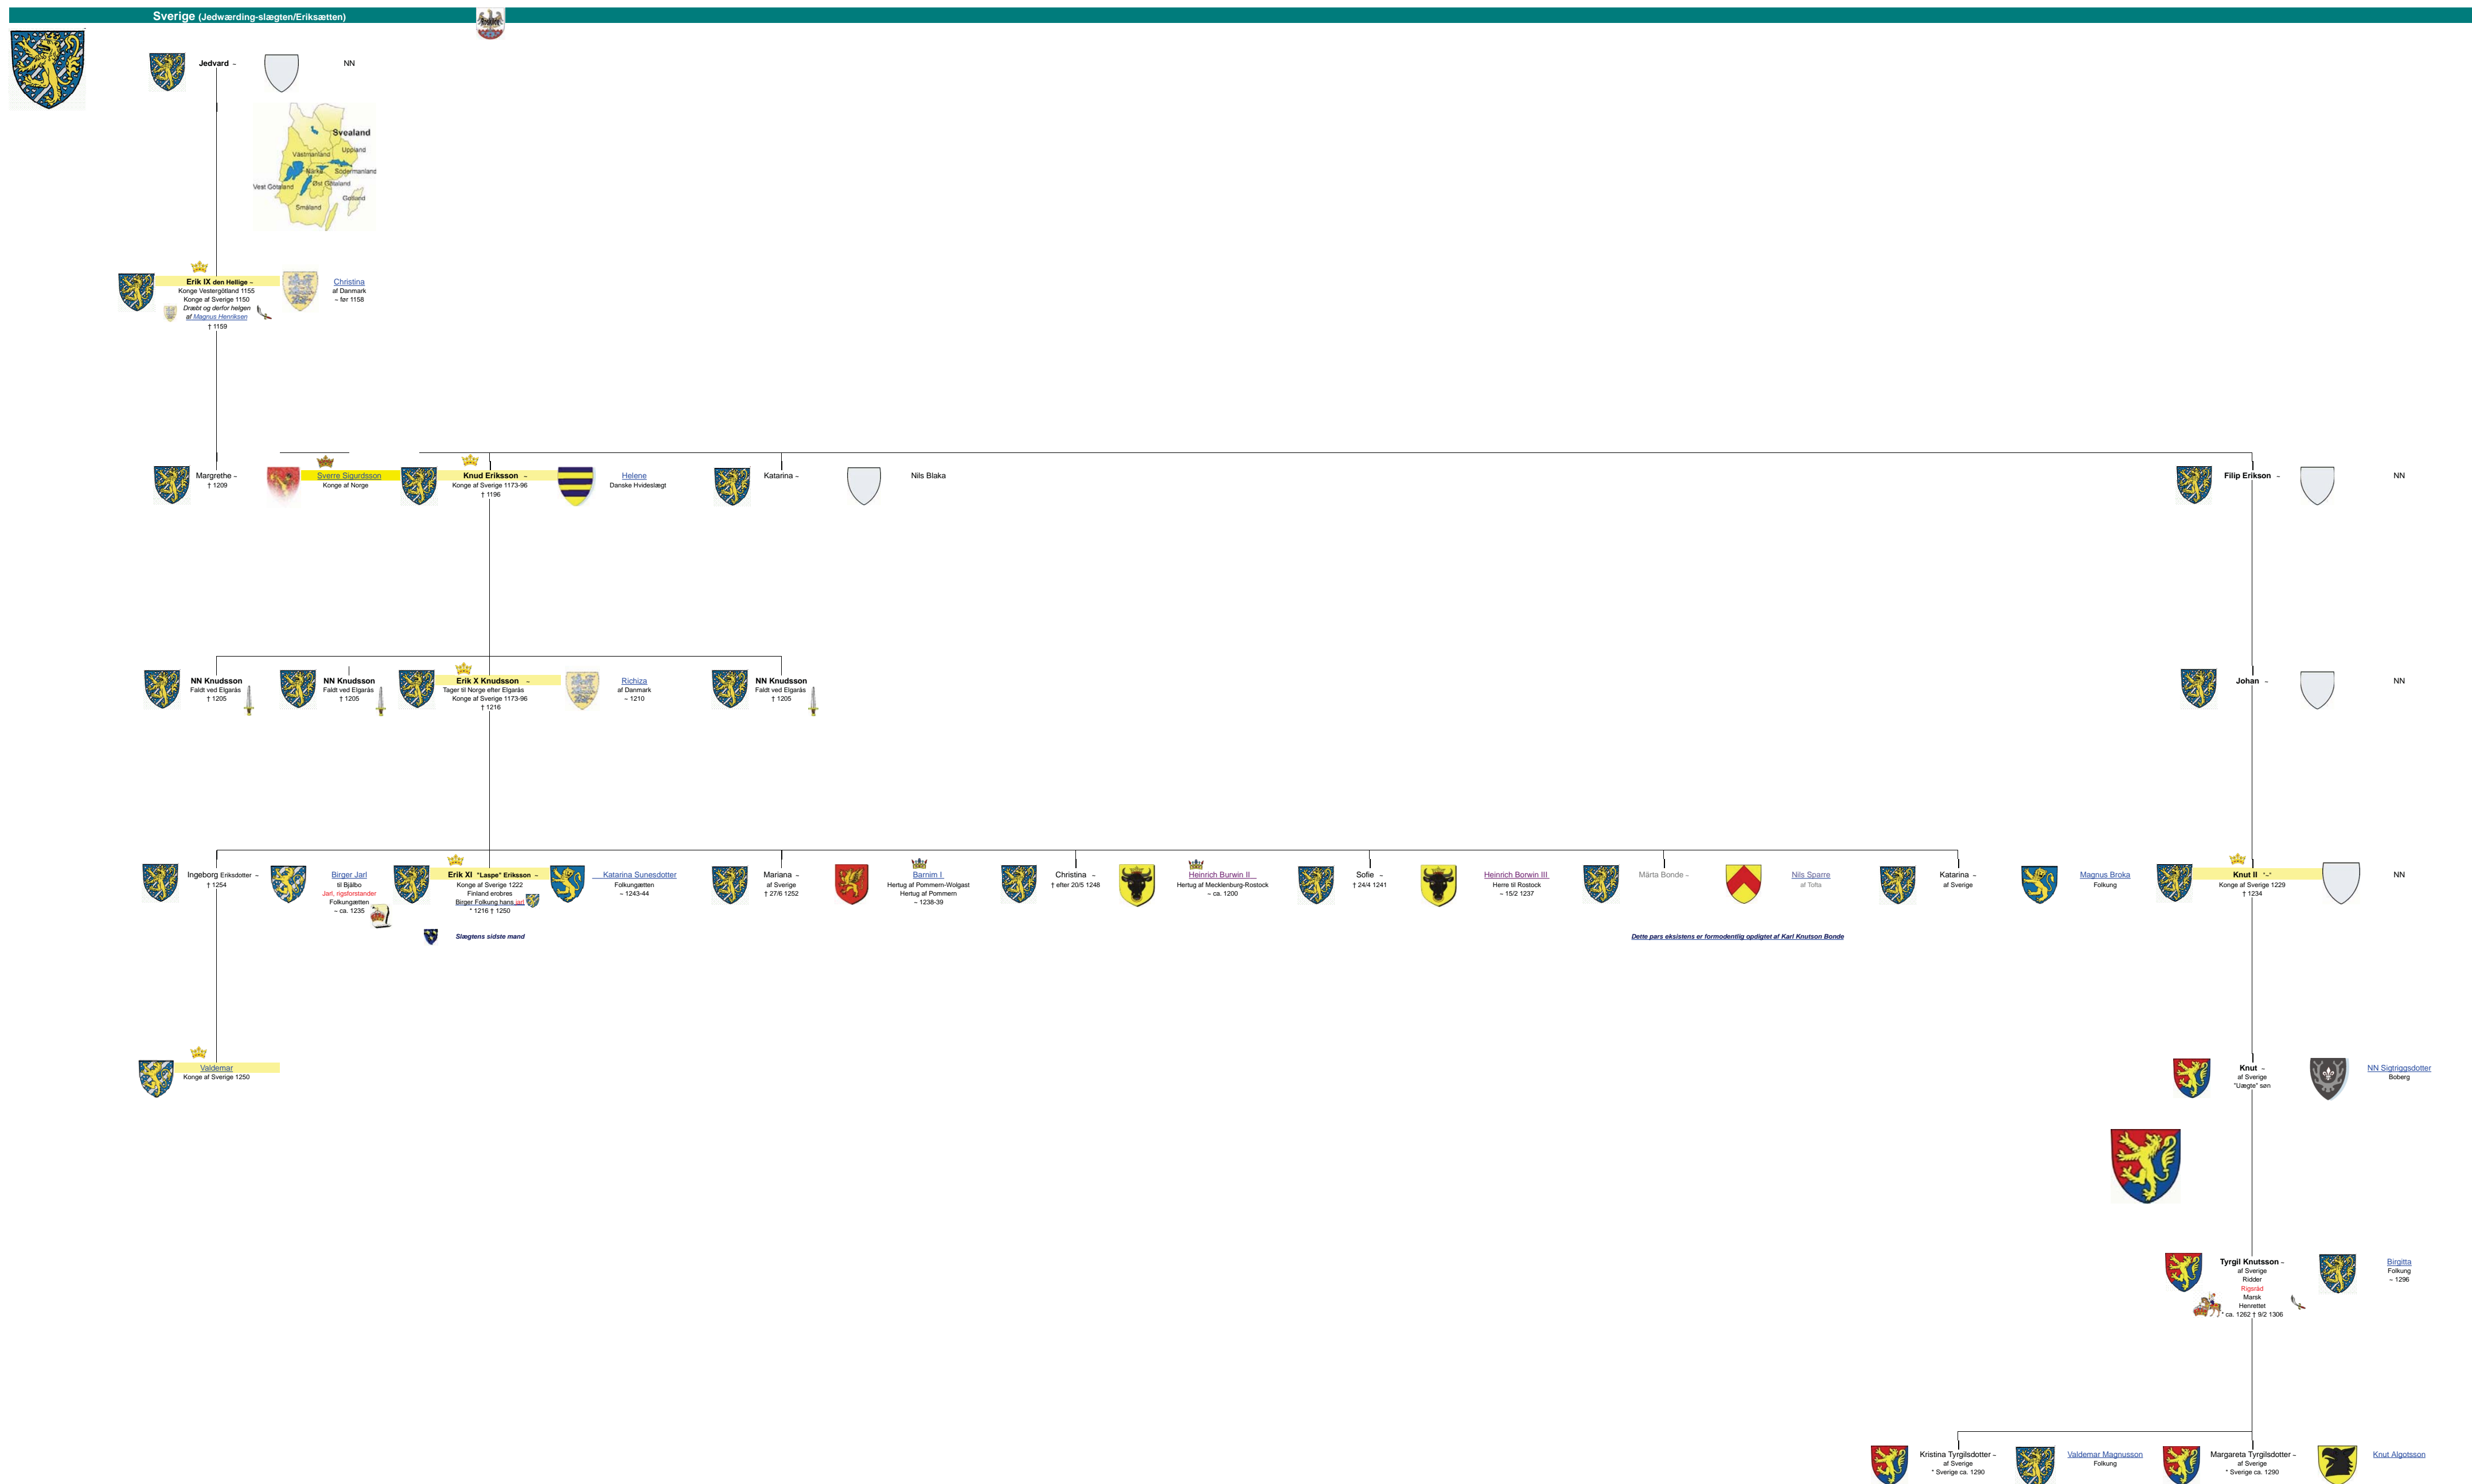 Sverige (Jedwærding-slægten/Eriksætten)
Jedvard ~
NN
Svealand
Västmanland
Uppland
Närke
Södermanland
Vest Götaland
Øst Götaland
Gotland
Småland
Erik IX den Hellige ~
Konge Vestergötland 1155
Konge af Sverige 1150
Dræbt og derfor helgen
af Magnus Henriksen
† 1159
Christina
af Danmark
~ før 1158
Margrethe ~
† 1209
Sverre Sigurdsson
Konge af Norge
Knud Eriksson ~
Konge af Sverige 1173-96
† 1196
Helene
Danske Hvideslægt
Katarina ~
Nils Blaka
Filip Erikson ~
NN
NN Knudsson
Faldt ved Elgarås
† 1205
NN Knudsson
Faldt ved Elgarås
† 1205
Erik X Knudsson ~
Tager til Norge efter Elgarås
Konge af Sverige 1173-96
† 1216
Richiza
af Danmark
~ 1210
NN Knudsson
Faldt ved Elgarås
† 1205
Johan ~
NN
Ingeborg Eriksdotter ~
† 1254
Birger Jarl
til Bjälbo
Jarl, rigsforstander
Folkungætten
~ ca. 1235
Erik XI "Laspe" Eriksson ~
Konge af Sverige 1222
Finland erobres
Birger Folkung hans jarl
* 1216 † 1250
Katarina Sunesdotter
Folkungætten
~ 1243-44
Mariana ~
af Sverige
† 27/6 1252
Barnim I
Hertug af Pommern-Wolgast
Hertug af Pommern
~ 1238-39
Christina ~
† efter 20/5 1248
Heinrich Burwin II
Hertug af Mecklenburg-Rostock
~ ca. 1200
Sofie ~
† 24/4 1241
Heinrich Borwin III
Herre til Rostock
~ 15/2 1237
Märta Bonde ~
Nils Sparre
af Tofta
Katarina ~
af Sverige
Magnus Broka
Folkung
Knut II "~"
Konge af Sverige 1229
† 1234
NN
Slægtens sidste mand
Dette pars eksistens er formodentlig opdigtet af Karl Knutson Bonde
Valdemar
Konge af Sverige 1250
Knut ~
af Sverige
"Uægte" søn
NN Sigtriggsdotter
Boberg
Tyrgil Knutsson ~
af Sverige
Ridder
Rigsråd
Marsk
Henrettet
* ca. 1262 † 9/2 1306
Birgitta
Folkung
~ 1296
Kristina Tyrgilsdotter ~
af Sverige
* Sverige ca. 1290
Valdemar Magnusson
Folkung
Margareta Tyrgilsdotter ~
af Sverige
* Sverige ca. 1290
Knut Algotsson